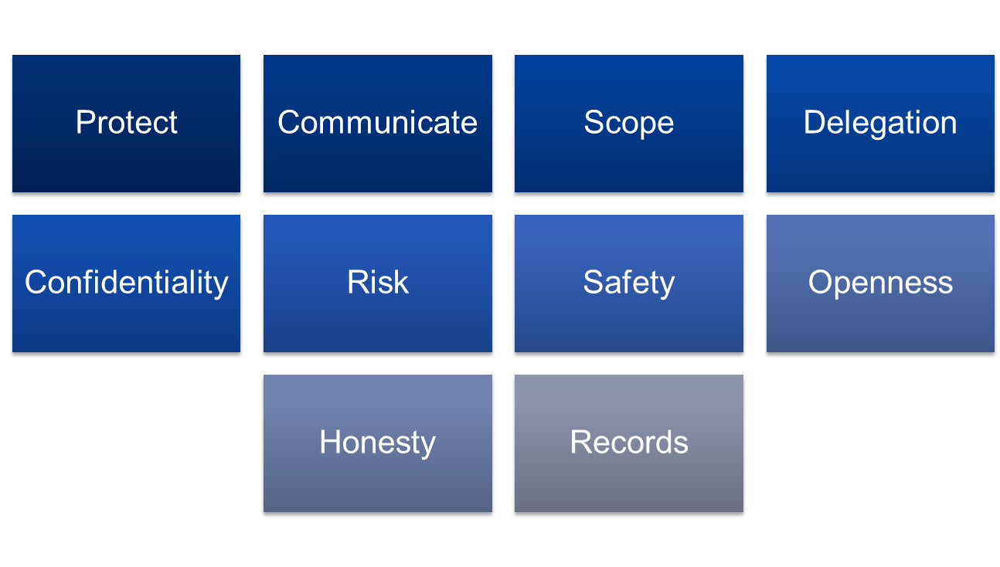 Protect
Communicate
Scope
Delegation
Confidentiality
Risk
Safety
Openness
Honesty
Records